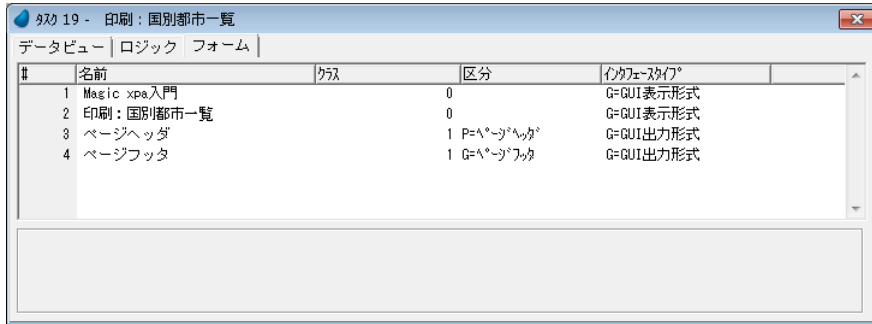 ﾀｽｸ 19 - 印刷：国別都市一覧
データビュー ロジック フォーム
# 名前 ｸﾗｽ 区分 ｲﾝﾀﾌｪｰｽﾀｲﾌﾟ
1 Magic xpa入門 0 G=GUI表示形式
2 印刷：国別都市一覧 0 G=GUI表示形式
3 ページヘッダ 1 P=ﾍﾟｰｼﾞﾍｯﾀﾞ G=GUI出力形式
4 ページフッタ 1 G=ﾍﾟｰｼﾞﾌｯﾀ G=GUI出力形式